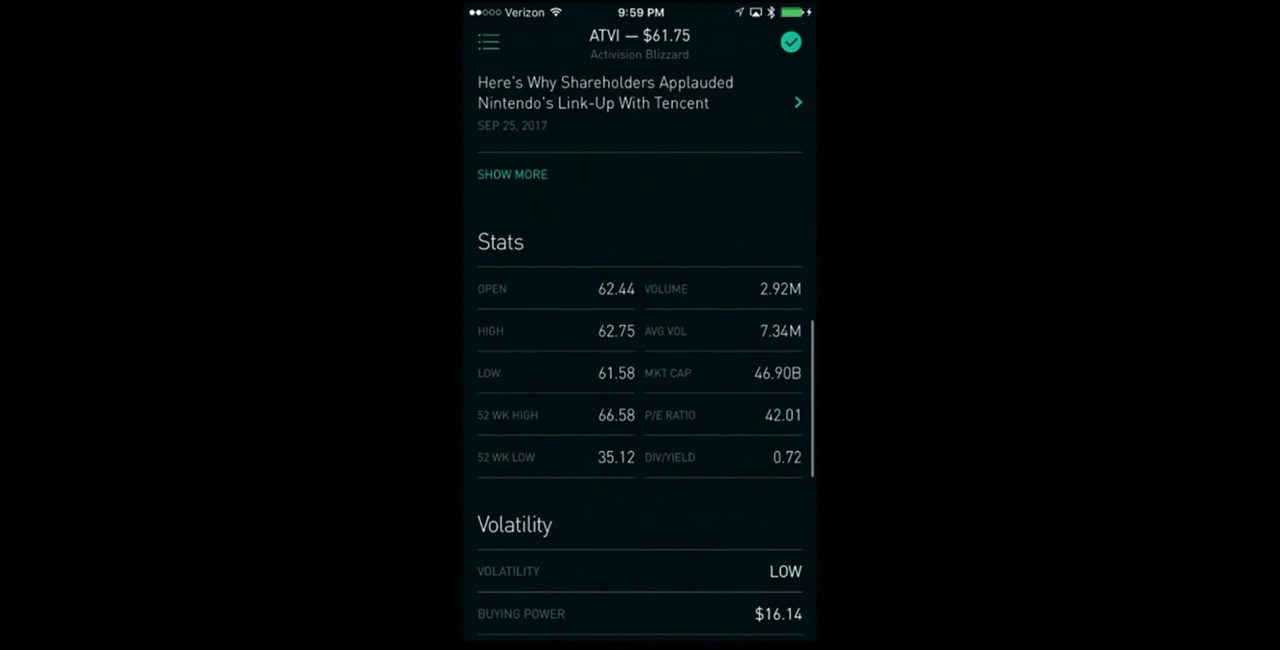 Verizon 9:59 PM
ATVI — $61.75
Activision Blizzard
Here's Why Shareholders Applauded
Nintendo's Link-Up With Tencent
SEP 25, 2017
SHOW MORE
Stats
OPEN 62.44 VOLUME 2.92M
HIGH 62.75 AVG VOL 7.34M
LOW 61.58 MKT CAP 46.90B
52 WK HIGH 66.58 P/E RATIO 42.01
52 WK LOW 35.12 DIV/YIELD 0.72
Volatility
VOLATILITY LOW
BUYING POWER $16.14